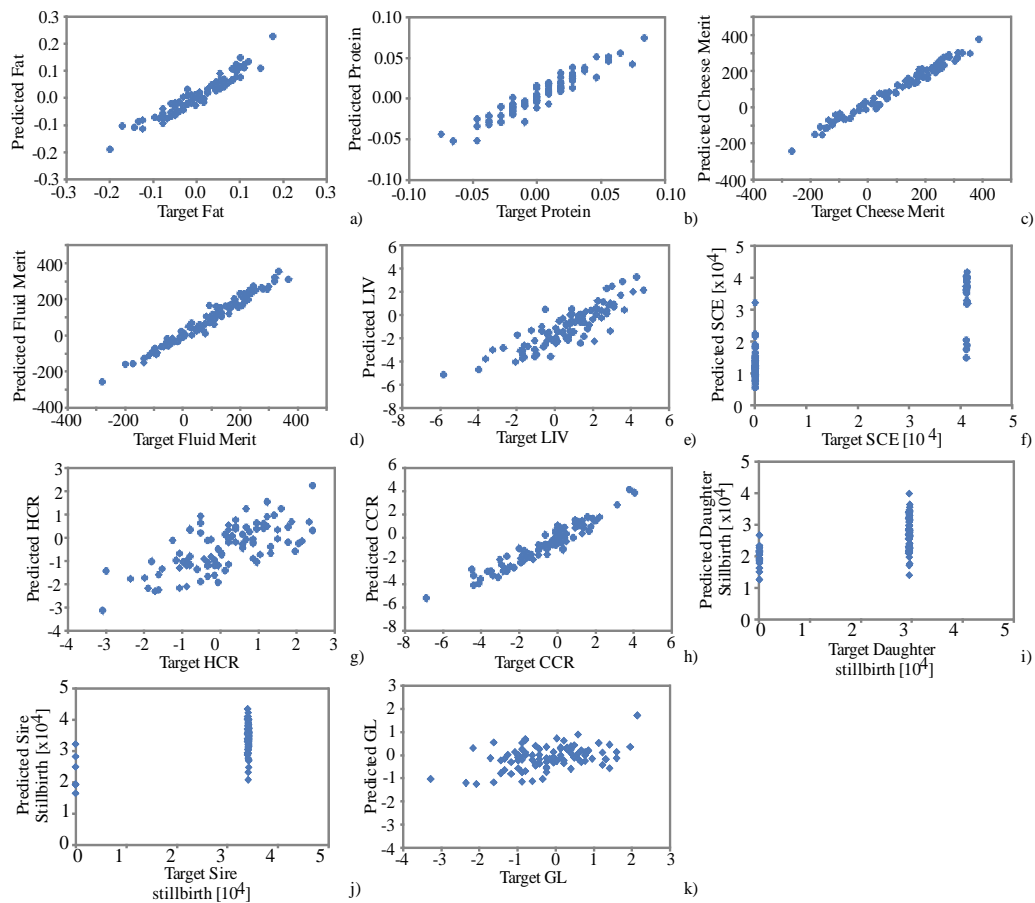 0.3
0.2
0.1
0.0
-0.1
-0.2
-0.3
Predicted Fat
-0.3 -0.1 0.1 0.3
Target Fat
a)
0.10
0.05
0.00
-0.05
-0.10
Predicted Protein
-0.10 -0.05 0.00 0.05 0.10
Target Protein
b)
400
200
0
-200
-400
Predicted Cheese Merit
-400 -200 0 200 400
Target Cheese Merit
c)
400
200
0
-200
-400
Predicted Fluid Merit
-400 -200 0 200 400
Target Fluid Merit
d)
6
4
2
0
-2
-4
-6
-8
Predicted LIV
-8 -6 -4 -2 0 2 4 6
Target LIV
e)
5
4
3
2
1
0
Predicted SCE [x10^4]
0 1 2 3 4 5
Target SCE [10^4]
f)
3
2
1
0
-1
-2
-3
-4
Predicted HCR
-4 -3 -2 -1 0 1 2 3
Target HCR
g)
6
4
2
0
-2
-4
-6
-8
Predicted CCR
-8 -6 -4 -2 0 2 4 6
Target CCR
h)
5
4
3
2
1
0
Predicted Daughter
Stillbirth [x10^4]
0 1 2 3 4 5
Target Daughter
stillbirth [10^4]
i)
5
4
3
2
1
0
Predicted Sire
Stillbirth [x10^4]
0 1 2 3 4 5
Target Sire
stillbirth [10^4]
j)
3
2
1
0
-1
-2
-3
-4
Predicted GL
-4 -3 -2 -1 0 1 2 3
Target GL
k)